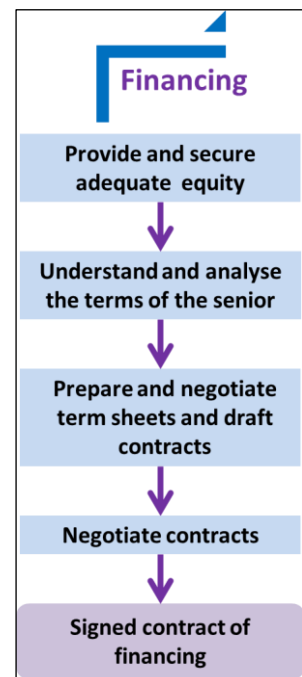 Financing
Provide and secure
adequate equity
Understand and analyse
the terms of the senior
Prepare and negotiate
term sheets and draft
contracts
Negotiate contracts
Signed contract of
financing